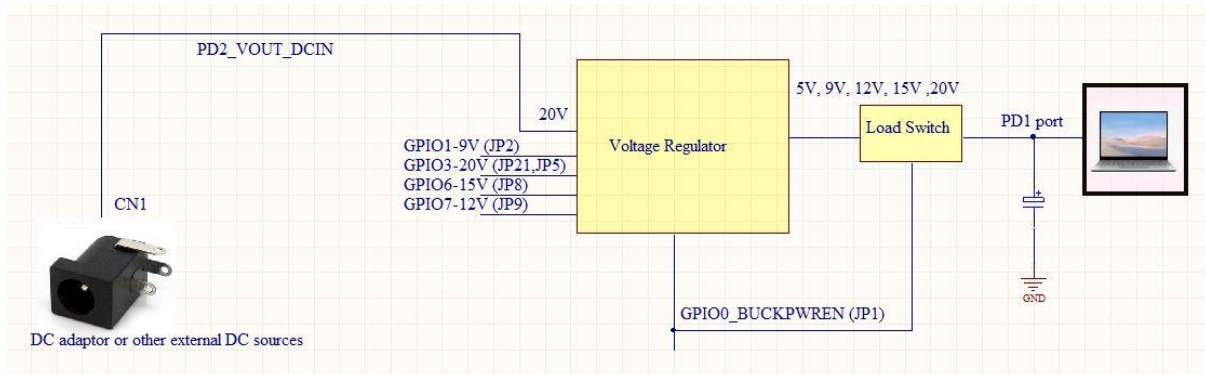 PD2_VOUT_DCIN
5V, 9V, 12V, 15V ,20V
20V
Load Switch
PD1 port
GPIO1-9V (JP2)
Voltage Regulator
GPIO3-20V (JP21,JP5)
GPIO6-15V (JP8)
GPIO7-12V (JP9)
CN1
+
GND
GPIO0_BUCKPWREN (JP1)
DC adaptor or other external DC sources